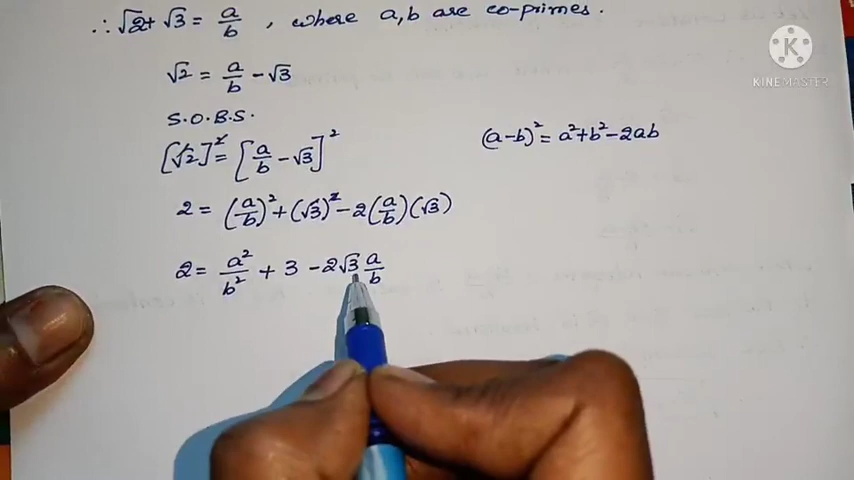 ∴ √2 + √3 = a/b , where a,b are co-primes.
√2 = a/b - √3
S.O.B.S.
[√2]² = [a/b - √3]²
(a-b)² = a²+b²-2ab
2 = (a/b)² + (√3)² - 2(a/b)(√3)
2 = a²/b² + 3 - 2√3 a/b
KINEMASTER